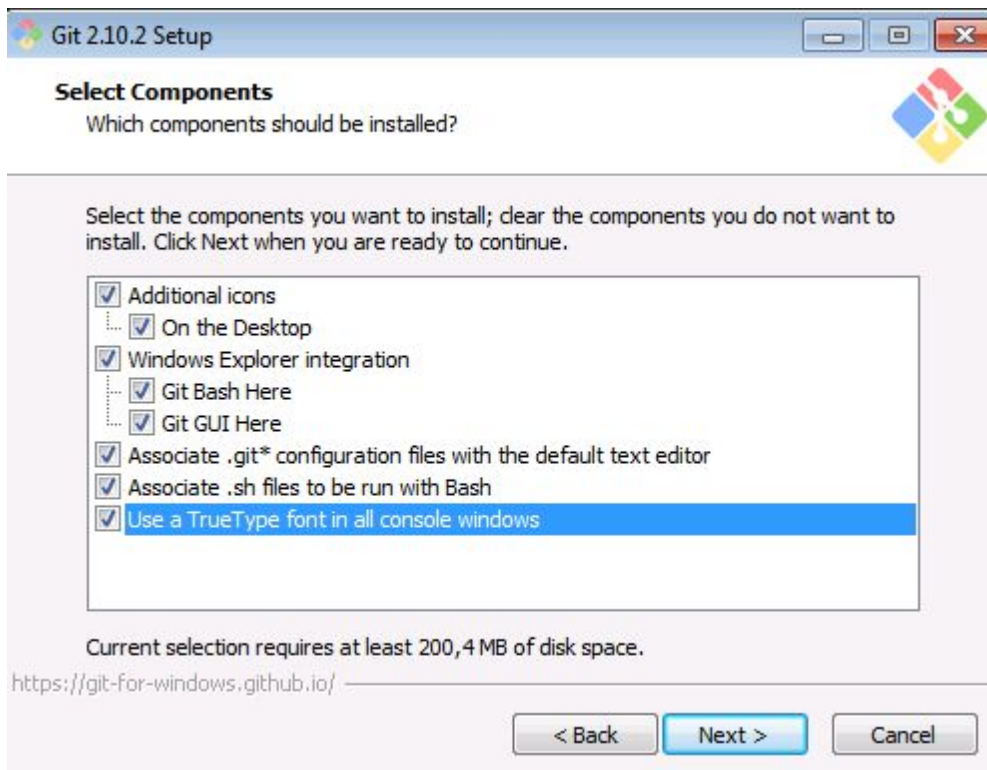 Git 2.10.2 Setup
Select Components
Which components should be installed?
Select the components you want to install; clear the components you do not want to
install. Click Next when you are ready to continue.
Additional icons
On the Desktop
Windows Explorer integration
Git Bash Here
Git GUI Here
Associate .git* configuration files with the default text editor
Associate .sh files to be run with Bash
Use a TrueType font in all console windows
Current selection requires at least 200,4 MB of disk space.
https://git-for-windows.github.io/
< Back Next > Cancel